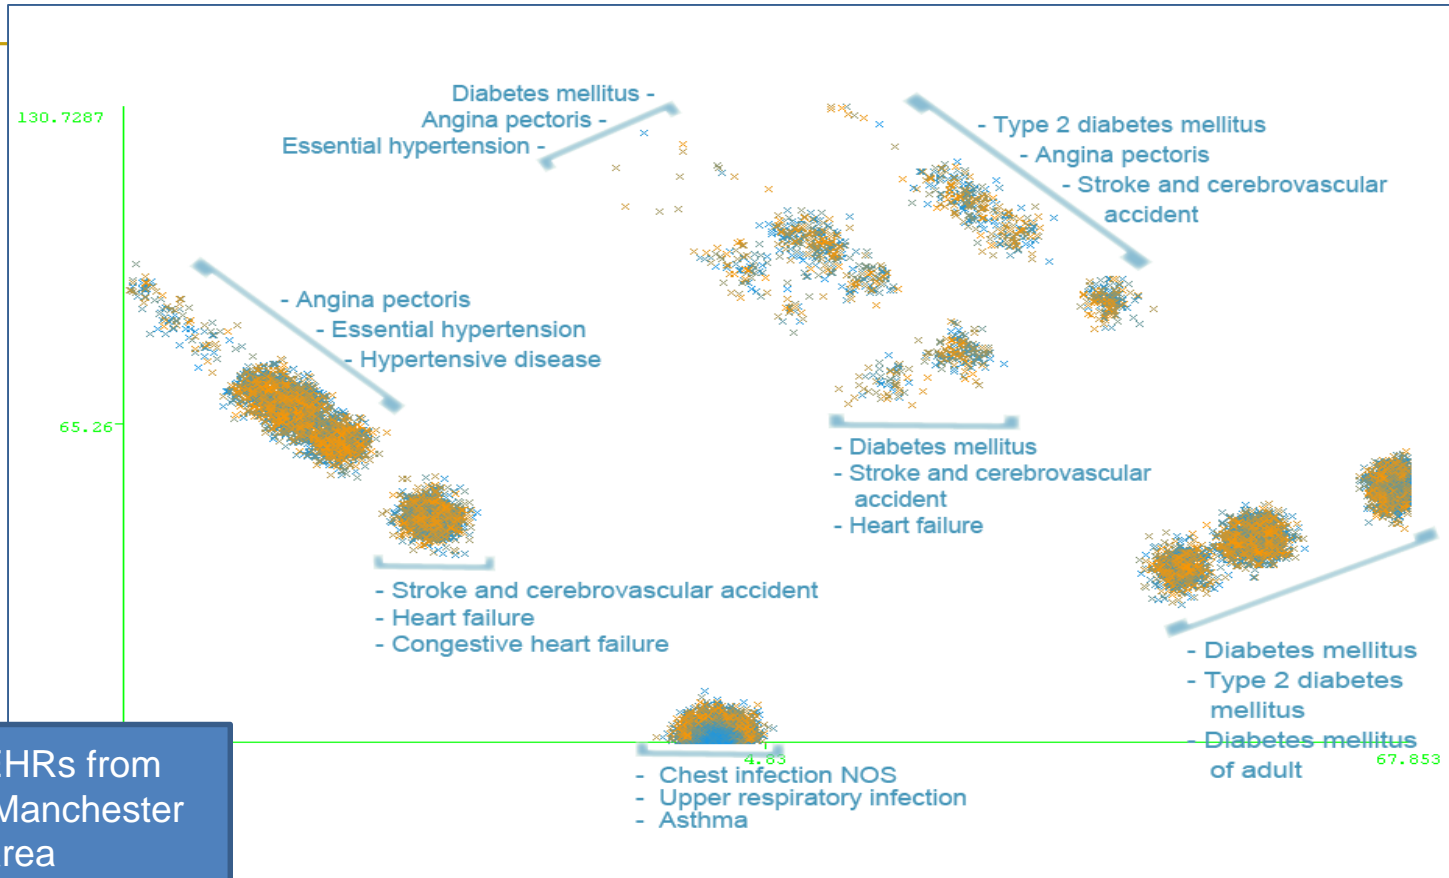 130.7287
65.26
4.83
67.853
Diabetes mellitus -
Angina pectoris -
Essential hypertension -
- Type 2 diabetes mellitus
- Angina pectoris
- Stroke and cerebrovascular
accident
- Angina pectoris
- Essential hypertension
- Hypertensive disease
- Diabetes mellitus
- Stroke and cerebrovascular
accident
- Heart failure
- Stroke and cerebrovascular accident
- Heart failure
- Congestive heart failure
- Diabetes mellitus
- Type 2 diabetes
mellitus
- Diabetes mellitus
of adult
- Chest infection NOS
- Upper respiratory infection
- Asthma
EHRs from
Manchester